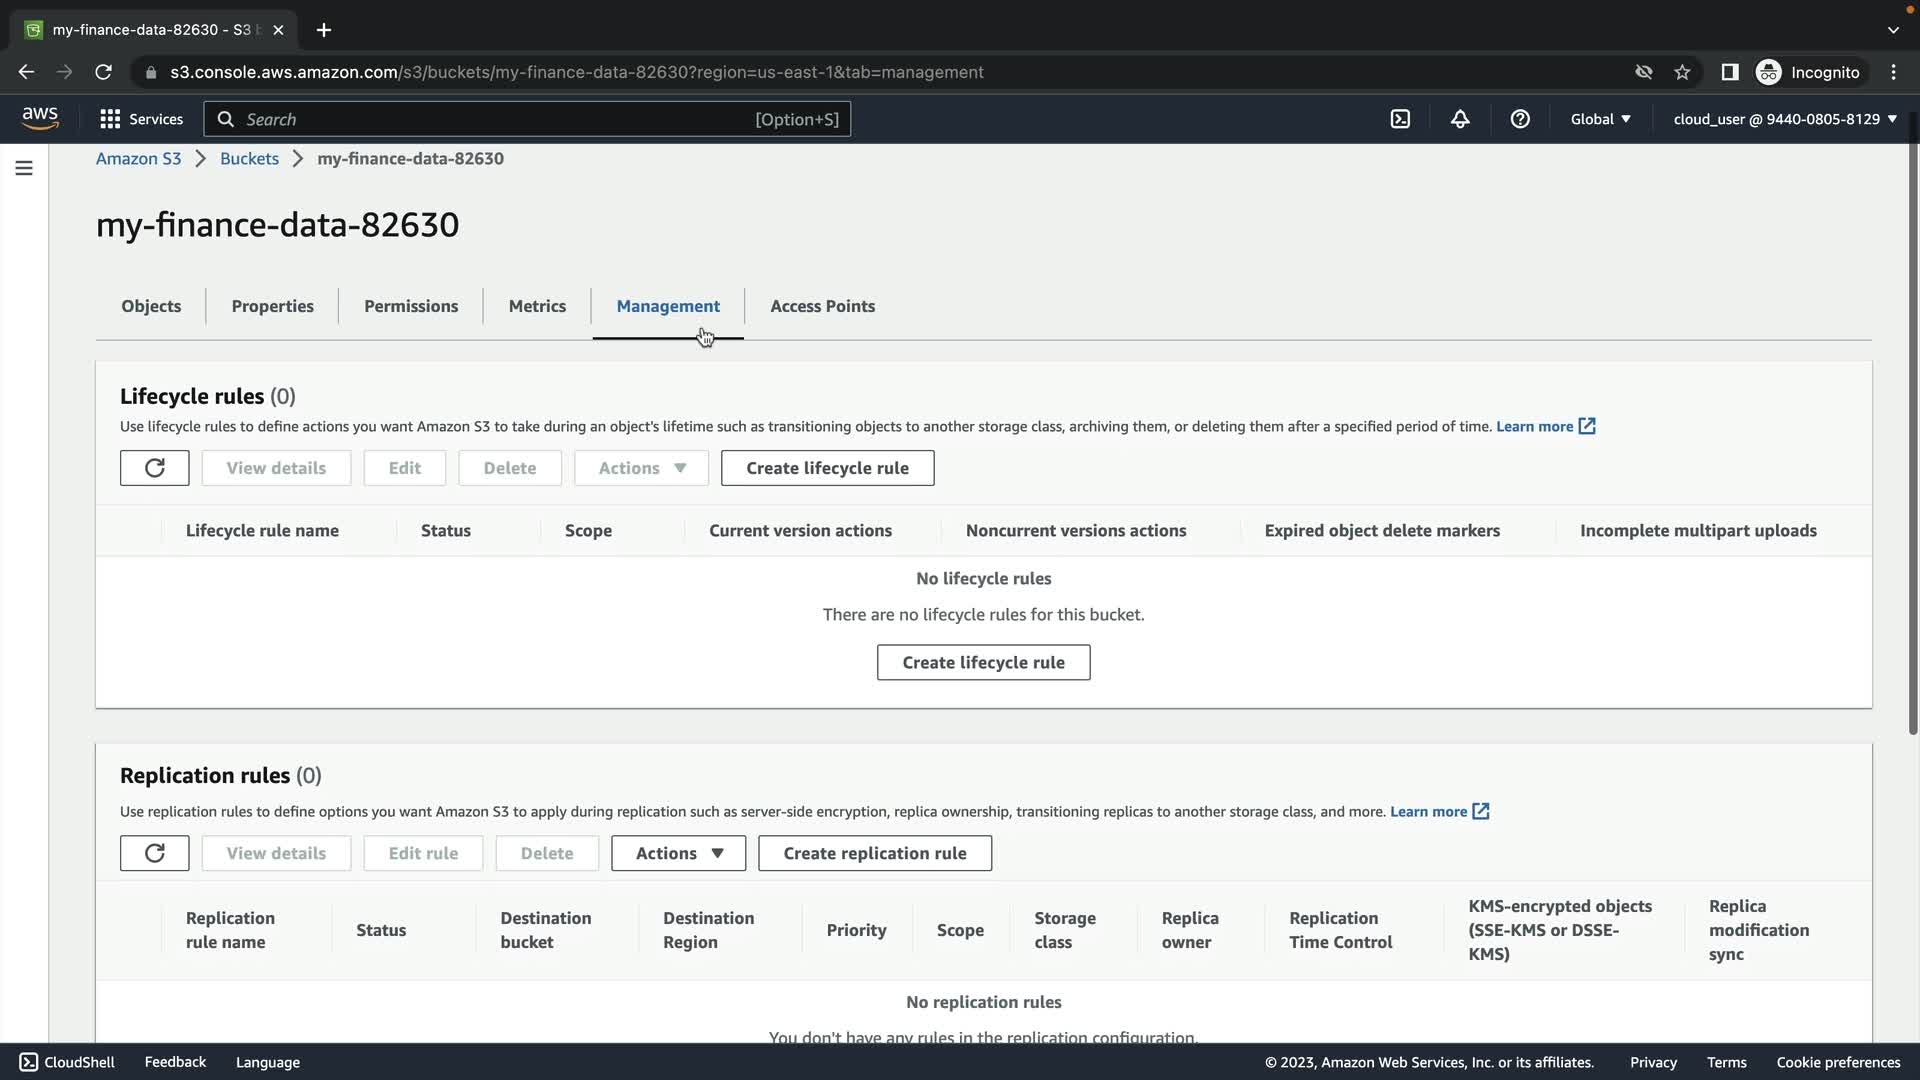 my-finance-data-82630 - S3 b
s3.console.aws.amazon.com/s3/buckets/my-finance-data-82630?region=us-east-1&tab=management
Incognito
aws
Services
Search
[Option+S]
Global
cloud_user @ 9440-0805-8129
Amazon S3 > Buckets > my-finance-data-82630
my-finance-data-82630
Objects
Properties
Permissions
Metrics
Management
Access Points
Lifecycle rules (0)
Use lifecycle rules to define actions you want Amazon S3 to take during an object's lifetime such as transitioning objects to another storage class, archiving them, or deleting them after a specified period of time. Learn more
View details
Edit
Delete
Actions
Create lifecycle rule
Lifecycle rule name
Status
Scope
Current version actions
Noncurrent versions actions
Expired object delete markers
Incomplete multipart uploads
No lifecycle rules
There are no lifecycle rules for this bucket.
Create lifecycle rule
Replication rules (0)
Use replication rules to define options you want Amazon S3 to apply during replication such as server-side encryption, replica ownership, transitioning replicas to another storage class, and more. Learn more
View details
Edit rule
Delete
Actions
Create replication rule
Replication
rule name
Status
Destination
bucket
Destination
Region
Priority
Scope
Storage
class
Replica
owner
Replication
Time Control
KMS-encrypted objects
(SSE-KMS or DSSE-
KMS)
Replica
modification
sync
No replication rules
You don't have any rules in the replication configuration.
CloudShell
Feedback
Language
© 2023, Amazon Web Services, Inc. or its affiliates.
Privacy
Terms
Cookie preferences